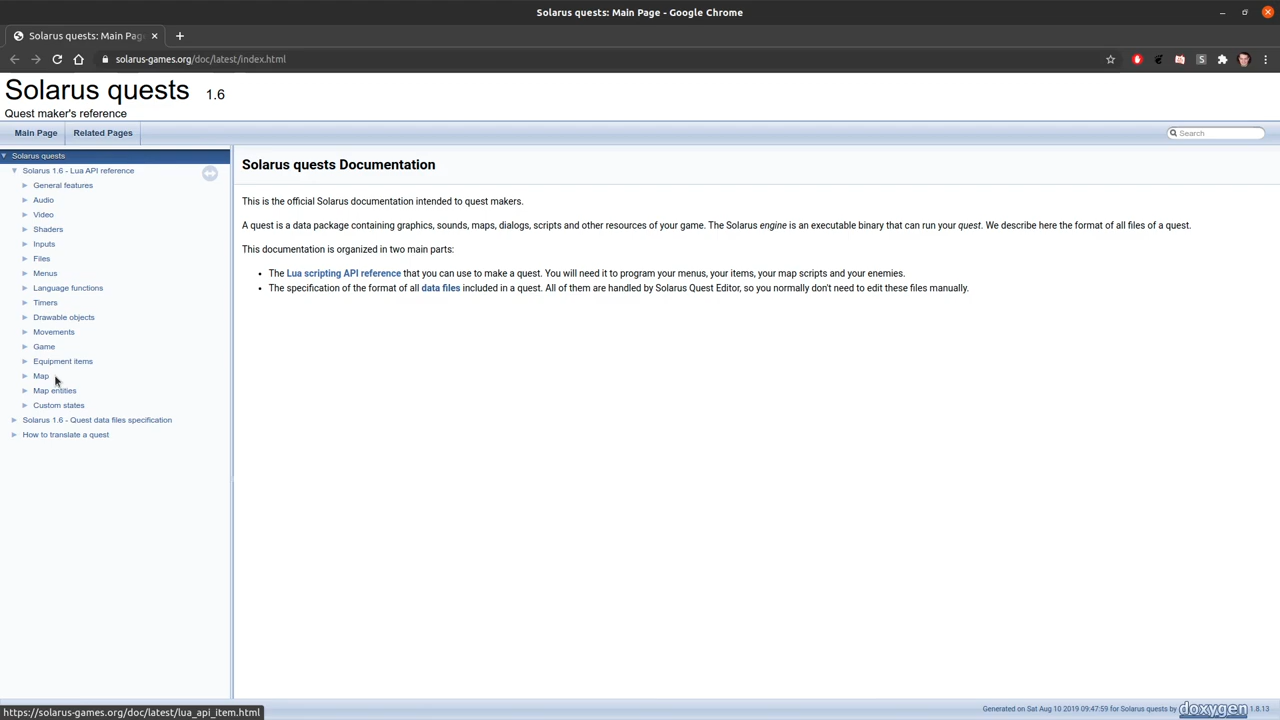 Solarus quests: Main Page - Google Chrome
Solarus quests: Main Pag
solarus-games.org/doc/latest/index.html
Solarus quests 1.6
Quest maker's reference
Main Page
Related Pages
Search
Solarus quests
Solarus 1.6 - Lua API reference
General features
Audio
Video
Shaders
Inputs
Files
Menus
Language functions
Timers
Drawable objects
Movements
Game
Equipment items
Map
Map entities
Custom states
Solarus 1.6 - Quest data files specification
How to translate a quest
Solarus quests Documentation
This is the official Solarus documentation intended to quest makers.
A quest is a data package containing graphics, sounds, maps, dialogs, scripts and other resources of your game. The Solarus engine is an executable binary that can run your quest. We describe here the format of all files of a quest.
This documentation is organized in two main parts:
• The Lua scripting API reference that you can use to make a quest. You will need it to program your menus, your items, your map scripts and your enemies.
• The specification of the format of all data files included in a quest. All of them are handled by Solarus Quest Editor, so you normally don't need to edit these files manually.
https://solarus-games.org/doc/latest/lua_api_item.html
Generated on Sat Aug 10 2019 09:47:59 for Solarus quests by doxygen 1.8.13